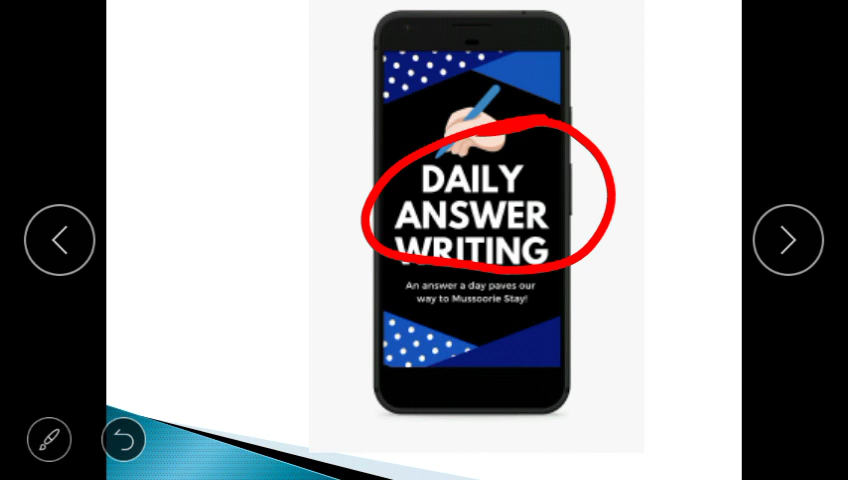 DAILY
ANSWER
WRITING
An answer a day paves our
way to Mussoorie Stay!